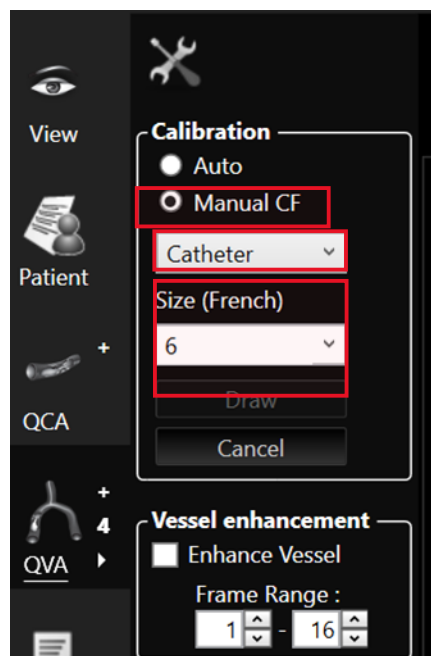 View
Patient
+
QCA
+
4
QVA
Calibration
Auto
Manual CF
Catheter
Size (French)
6
Draw
Cancel
Vessel enhancement
Enhance Vessel
Frame Range :
1 - 16